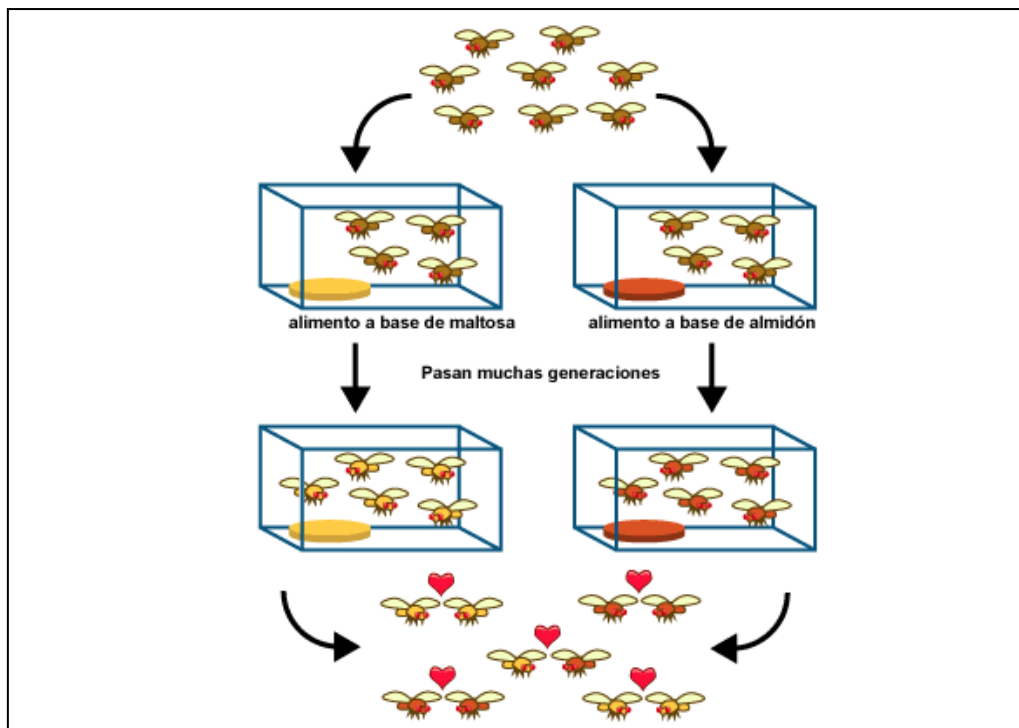 alimento a base de maltosa
alimento a base de almidón
Pasan muchas generaciones